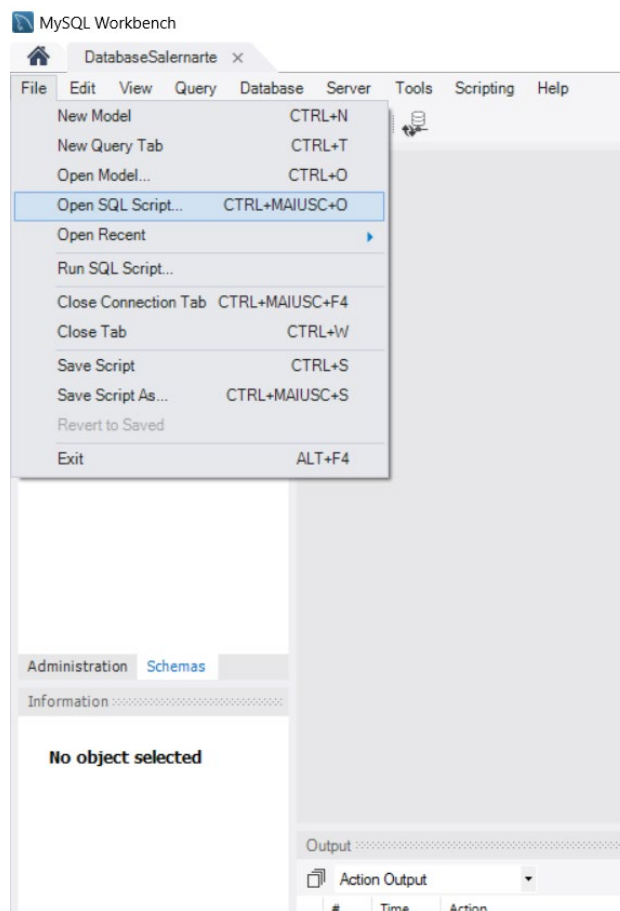 MySQL Workbench
DatabaseSalernarte ×
File Edit View Query Database Server Tools Scripting Help
New Model CTRL+N
New Query Tab CTRL+T
Open Model... CTRL+O
Open SQL Script... CTRL+MAIUSC+O
Open Recent
Run SQL Script...
Close Connection Tab CTRL+MAIUSC+F4
Close Tab CTRL+W
Save Script CTRL+S
Save Script As... CTRL+MAIUSC+S
Revert to Saved
Exit ALT+F4
Administration Schemas
Information
No object selected
Output
Action Output
# Time Action